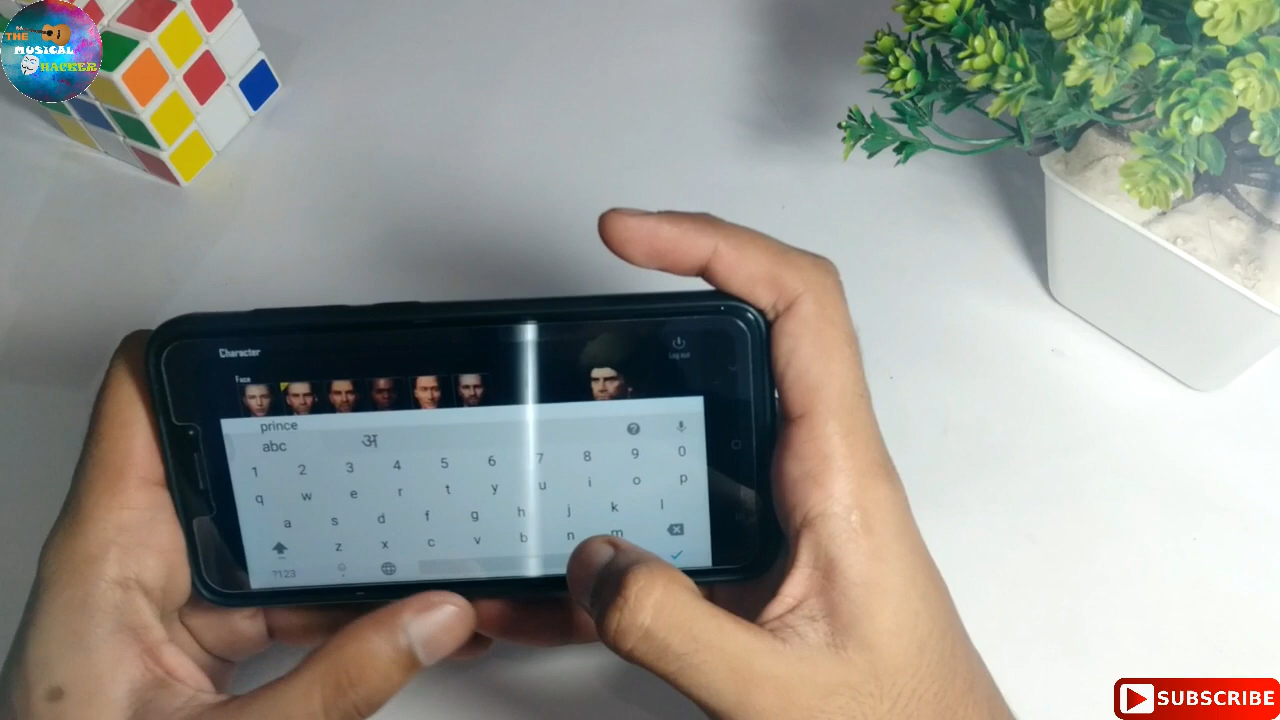 THE
MUSICAL
HACKER
Character
Log out
Face
prince
abc अ
1 2 3 4 5 6 7 8 9 0
q w e r t y u i o p
a s d f g h j k l
z x c v b n m
?123
SUBSCRIBE